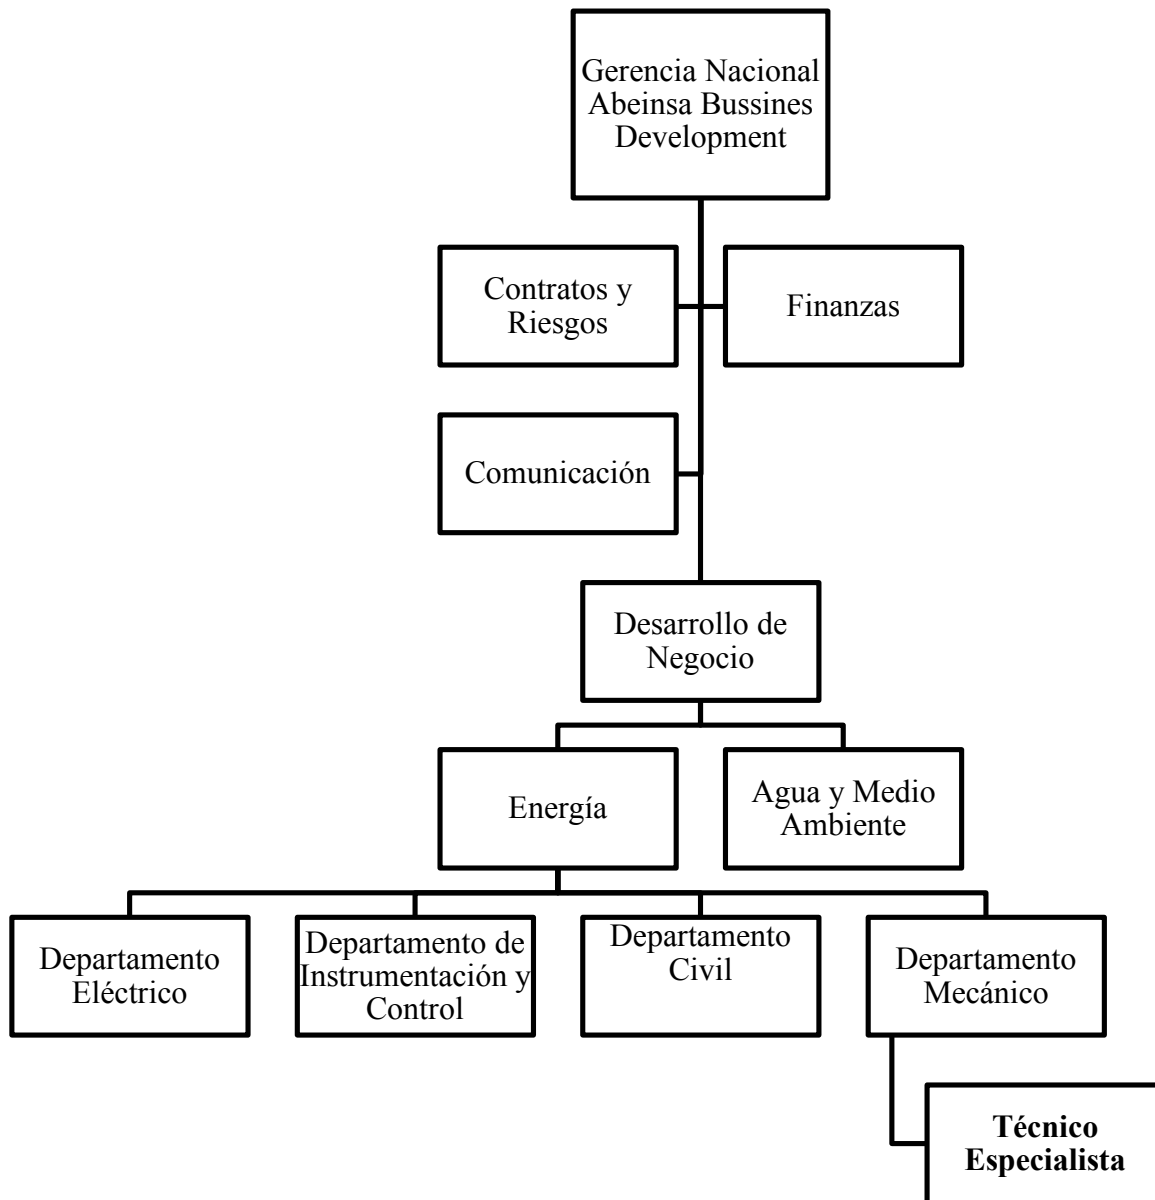 Gerencia Nacional
Abeinsa Bussines
Development
Contratos y
Riesgos
Finanzas
Comunicación
Desarrollo de
Negocio
Energía
Agua y Medio
Ambiente
Departamento
Eléctrico
Departamento de
Instrumentación y
Control
Departamento
Civil
Departamento
Mecánico
Técnico
Especialista